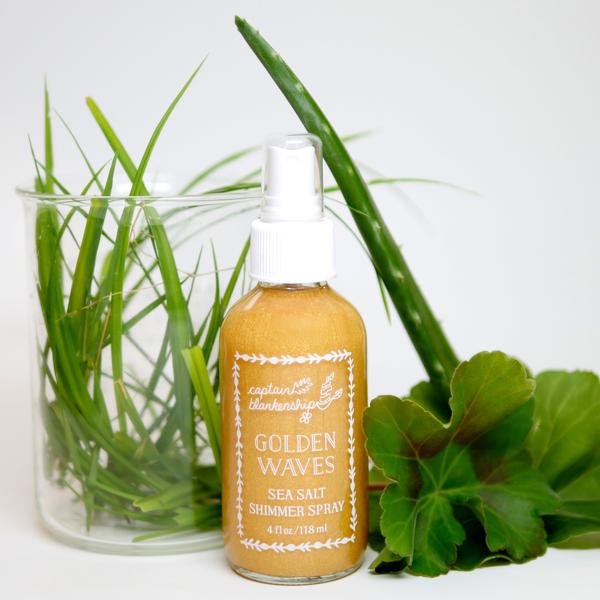 captain
blankenship
GOLDEN
WAVES
SEA SALT
SHIMMER SPRAY
4 fl oz/118 ml